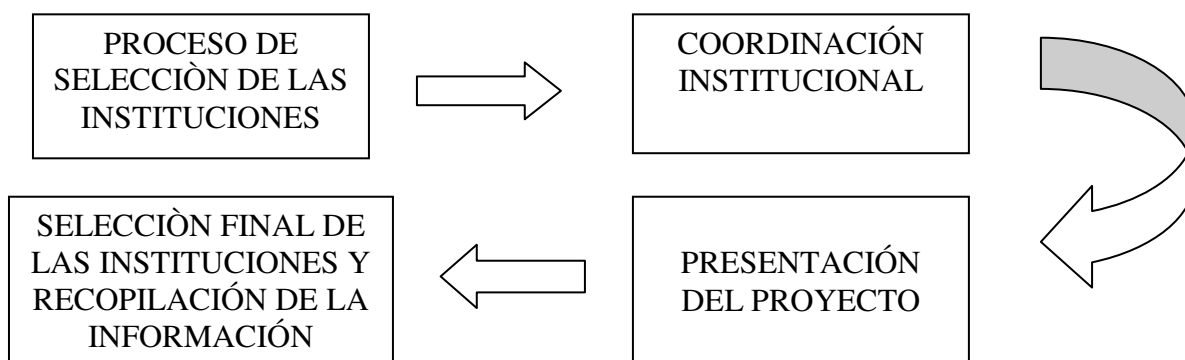 PROCESO DE
SELECCIÒN DE LAS
INSTITUCIONES
COORDINACIÓN
INSTITUCIONAL
SELECCIÒN FINAL DE
LAS INSTITUCIONES Y
RECOPILACIÓN DE LA
INFORMACIÓN
PRESENTACIÓN
DEL PROYECTO